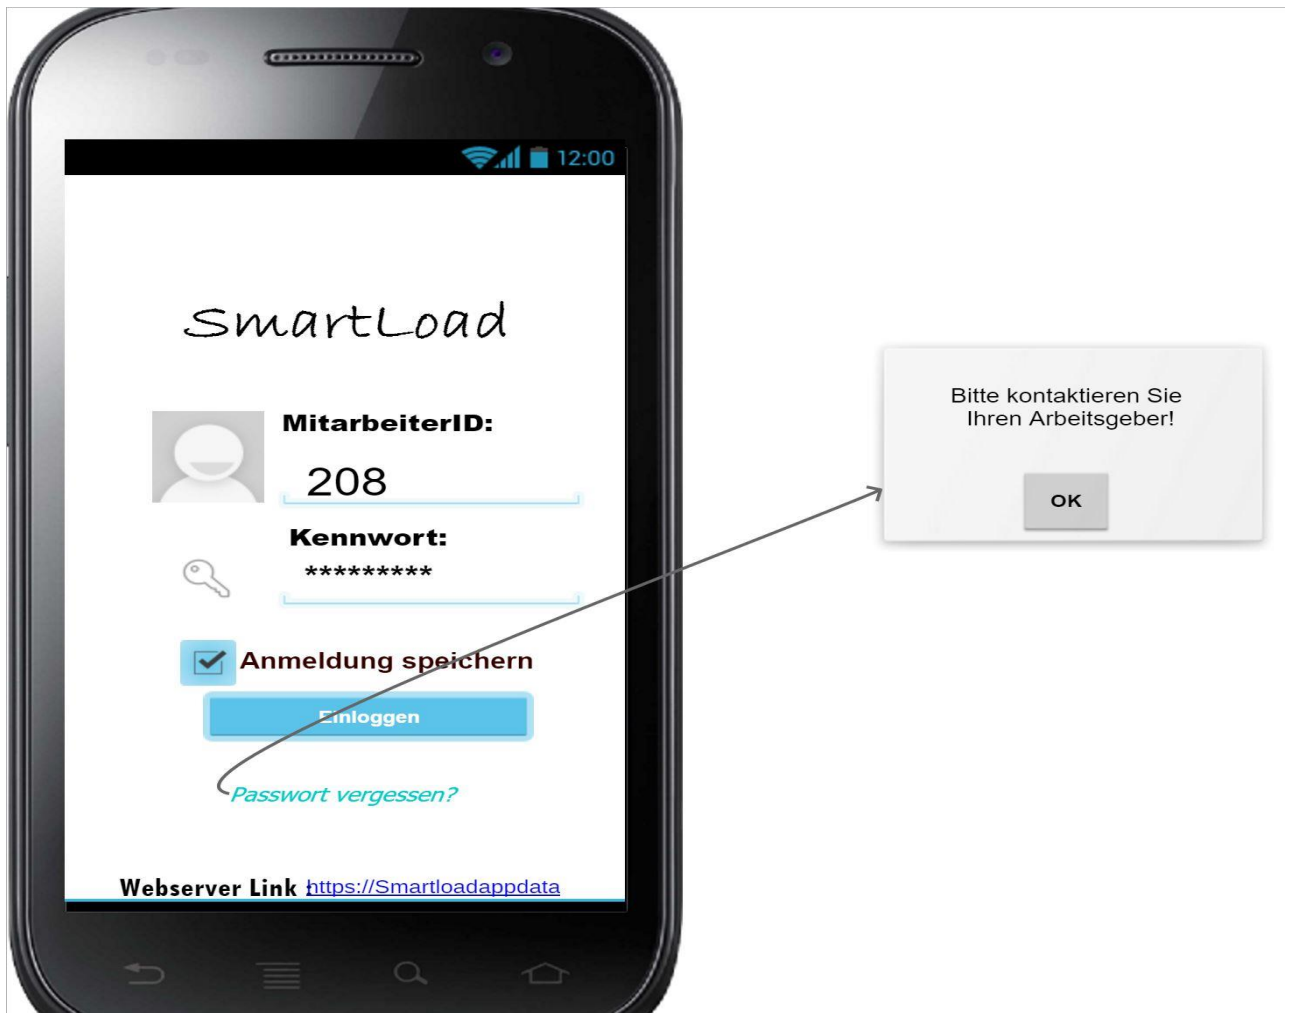 12:00
SmartLoad
MitarbeiterID:
208
Kennwort:
*********
Anmeldung speichern
Einloggen
Passwort vergessen?
Webserver Link : https://Smartloadappdata
Bitte kontaktieren Sie
Ihren Arbeitsgeber!
OK